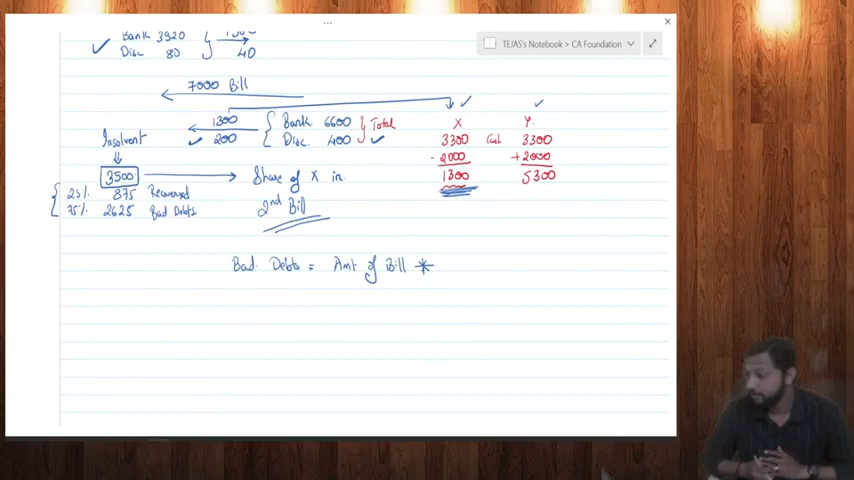 Bank 3920
Disc. 80 40
TEJAS's Notebook > CA Foundation
7000 Bill
1300 Bank 6600 Total X Y.
Insolvent 200 Disc. 400 3300 Cash 3300
- 2000 + 2000
3500 Share of X in 1300 5300
25% 875 Recovered 2nd Bill
75% 2625 Bad Debts
Bad Debts = Amt of Bill *